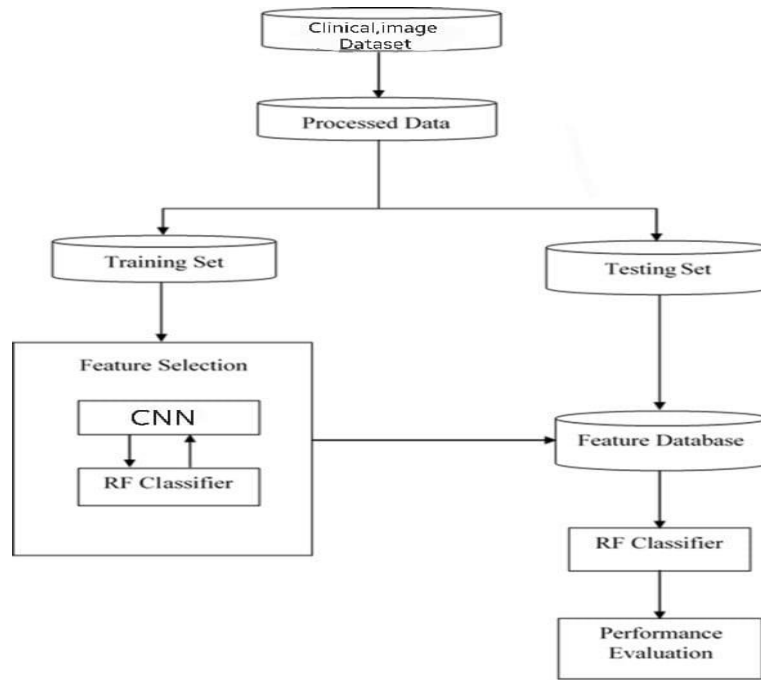 Clinical,image
Dataset
Processed Data
Training Set
Testing Set
Feature Selection
CNN
RF Classifier
Feature Database
RF Classifier
Performance
Evaluation